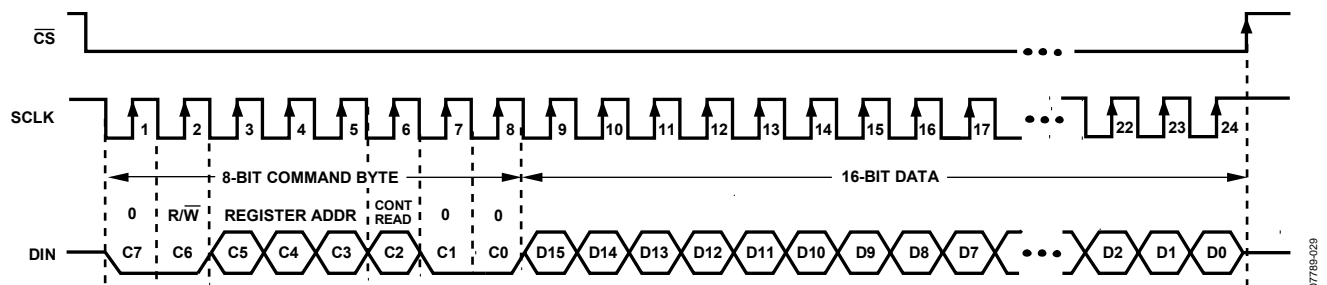 CS
SCLK
1 2 3 4 5 6 7 8 9 10 11 12 13 14 15 16 17 22 23 24
8-BIT COMMAND BYTE 16-BIT DATA
0 R/W REGISTER ADDR CONT READ 0 0
DIN C7 C6 C5 C4 C3 C2 C1 C0 D15 D14 D13 D12 D11 D10 D9 D8 D7 D2 D1 D0
07789-029